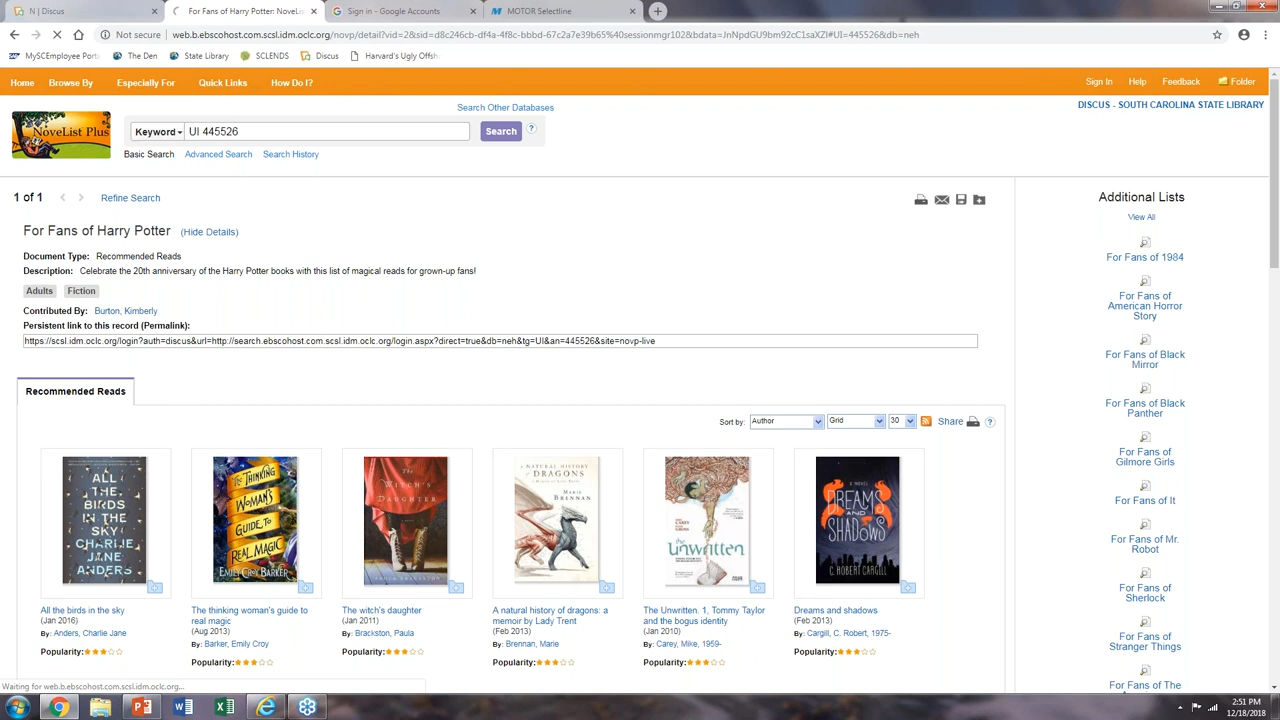 N | Discus
For Fans of Harry Potter: NoveList
Sign in - Google Accounts
MOTOR Selectline
Not secure | web.b.ebscohost.com.scsl.idm.oclc.org/novp/detail?vid=2&sid=d8c246cb-df4a-4f8c-bbbd-67c2a7e39b65%40sessionmgr102&bdata=JnNpdGU9bm92cC1saXZl#UI=445526&db=neh
MySCEmployee Porta
The Den
State Library
SCLENDS
Discus
Harvard's Ugly Offsh
Home Browse By Especially For Quick Links How Do I?
Sign In Help Feedback Folder
Search Other Databases
DISCUS - SOUTH CAROLINA STATE LIBRARY
NoveList Plus
Keyword UI 445526 Search ?
Basic Search Advanced Search Search History
1 of 1 Refine Search
Additional Lists
View All
For Fans of Harry Potter (Hide Details)
Document Type: Recommended Reads
Description: Celebrate the 20th anniversary of the Harry Potter books with this list of magical reads for grown-up fans!
Adults Fiction
Contributed By: Burton, Kimberly
Persistent link to this record (Permalink):
https://scsl.idm.oclc.org/login?auth=discus&url=http://search.ebscohost.com.scsl.idm.oclc.org/login.aspx?direct=true&db=neh&tg=UI&an=445526&site=novp-live
For Fans of 1984
For Fans of
American Horror
Story
For Fans of Black
Mirror
For Fans of Black
Panther
For Fans of
Gilmore Girls
For Fans of It
For Fans of Mr.
Robot
For Fans of
Sherlock
For Fans of
Stranger Things
For Fans of The
Recommended Reads
Sort by: Author Grid 30 Share ?
ALL
THE
BIRDS
IN THE
SKY
CHARLIE
JANE
ANDERS
THE
THINKING
WOMAN'S
GUIDE TO
REAL MAGIC
EMILY CROY BARKER
The
WITCH'S
DAUGHTER
PAULA BRACKSTON
A NATURAL HISTORY
OF DRAGONS
MARIE
BRENNAN
the
unwritten
A NOVEL
DREAMS
AND
SHADOWS
C. ROBERT CARGILL
All the birds in the sky
(Jan 2016)
By: Anders, Charlie Jane
Popularity:
The thinking woman's guide to
real magic
(Aug 2013)
By: Barker, Emily Croy
Popularity:
The witch's daughter
(Jan 2011)
By: Brackston, Paula
Popularity:
A natural history of dragons: a
memoir by Lady Trent
(Feb 2013)
By: Brennan, Marie
Popularity:
The Unwritten. 1, Tommy Taylor
and the bogus identity
(Jan 2010)
By: Carey, Mike, 1959-
Popularity:
Dreams and shadows
(Feb 2013)
By: Cargill, C. Robert, 1975-
Popularity:
Waiting for web.b.ebscohost.com.scsl.idm.oclc.org...
2:51 PM
12/18/2018